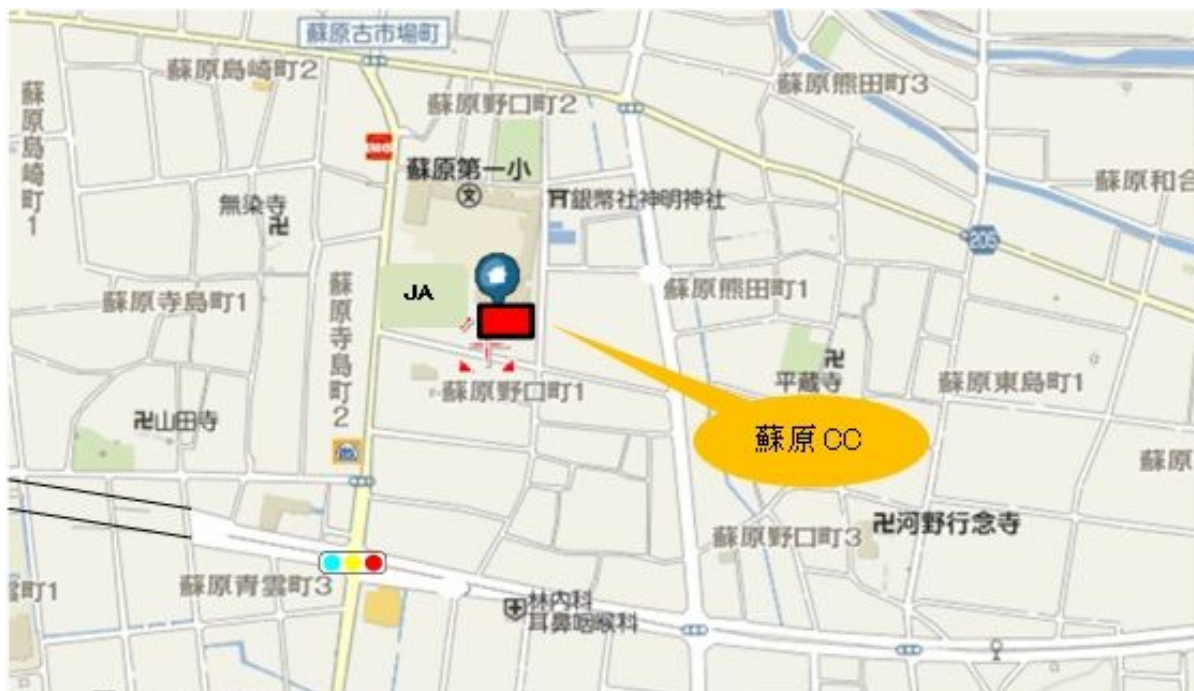 蘇原古市場町
蘇原島崎町2
蘇原熊田町3
蘇原島崎町1
蘇原野口町2
蘇原第一小
文
蘇原和合
無染寺
銀幣社神明神社
205
JA
蘇原熊田町1
蘇原寺島町1
蘇原寺島町2
平蔵寺
蘇原東島町1
蘇原野口町1
山田寺
蘇原CC
蘇原
河野行念寺
蘇原野口町3
蘇原青雲町3
町1
林内科
耳鼻咽喉科